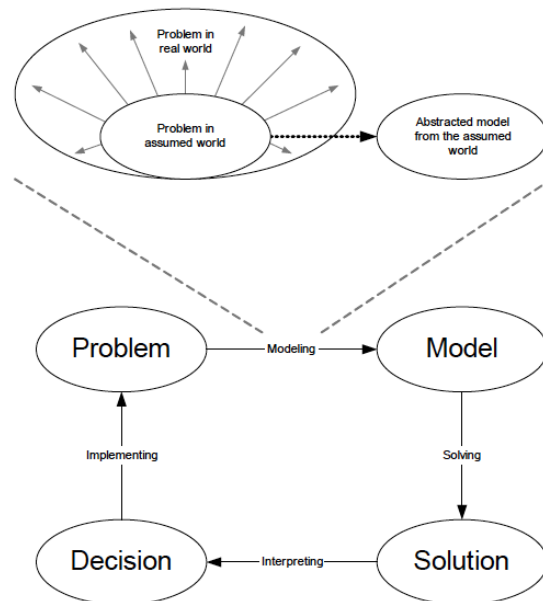 Problem in
real world
Problem in
assumed world
Abstracted model
from the assumed
world
Problem
Modeling
Model
Implementing
Solving
Decision
Interpreting
Solution